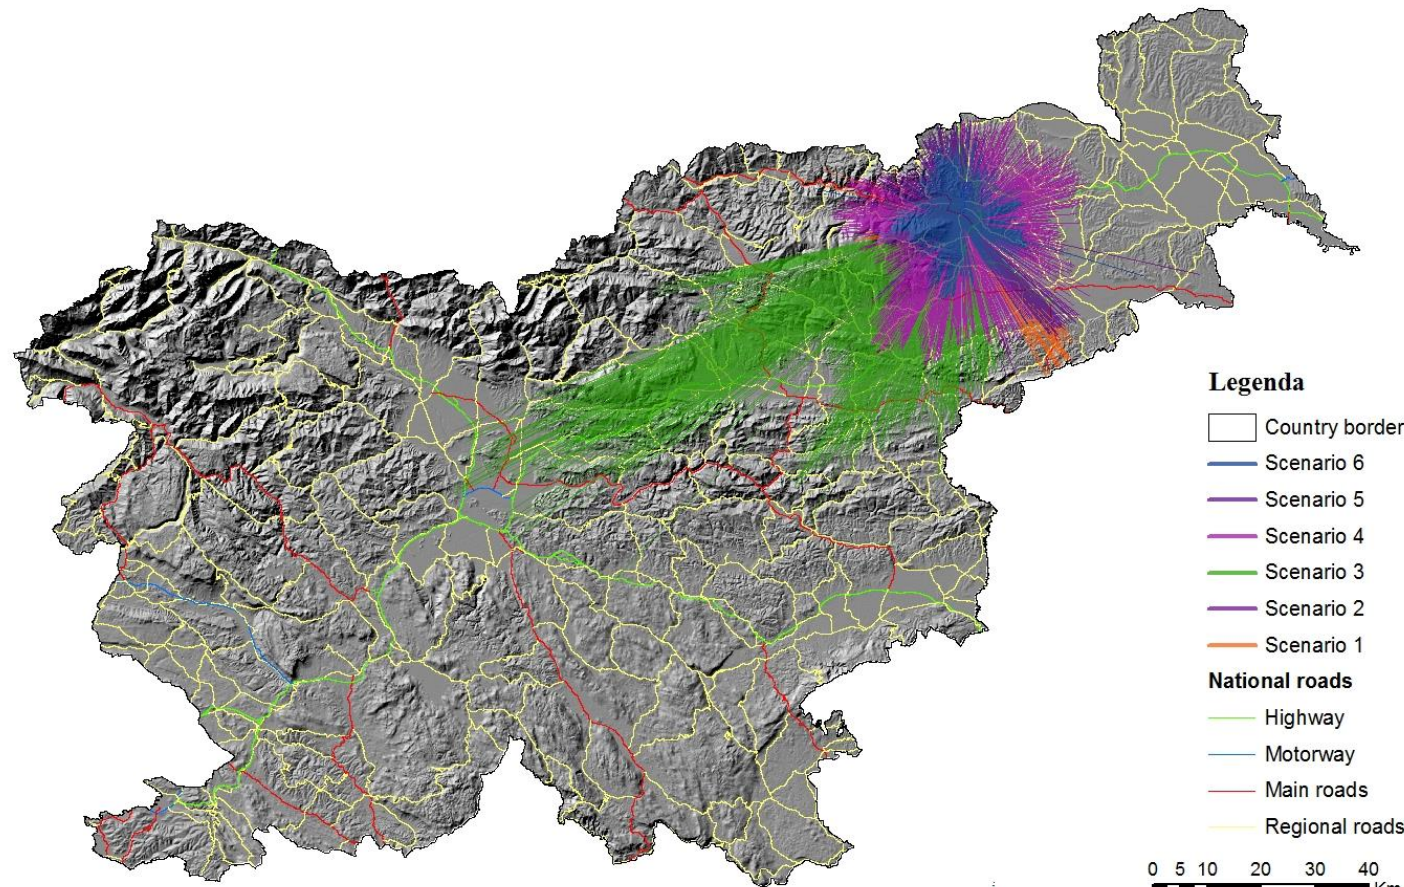 Legenda
Country border
Scenario 6
Scenario 5
Scenario 4
Scenario 3
Scenario 2
Scenario 1
National roads
Highway
Motorway
Main roads
Regional roads
0 5 10 20 30 40
Km